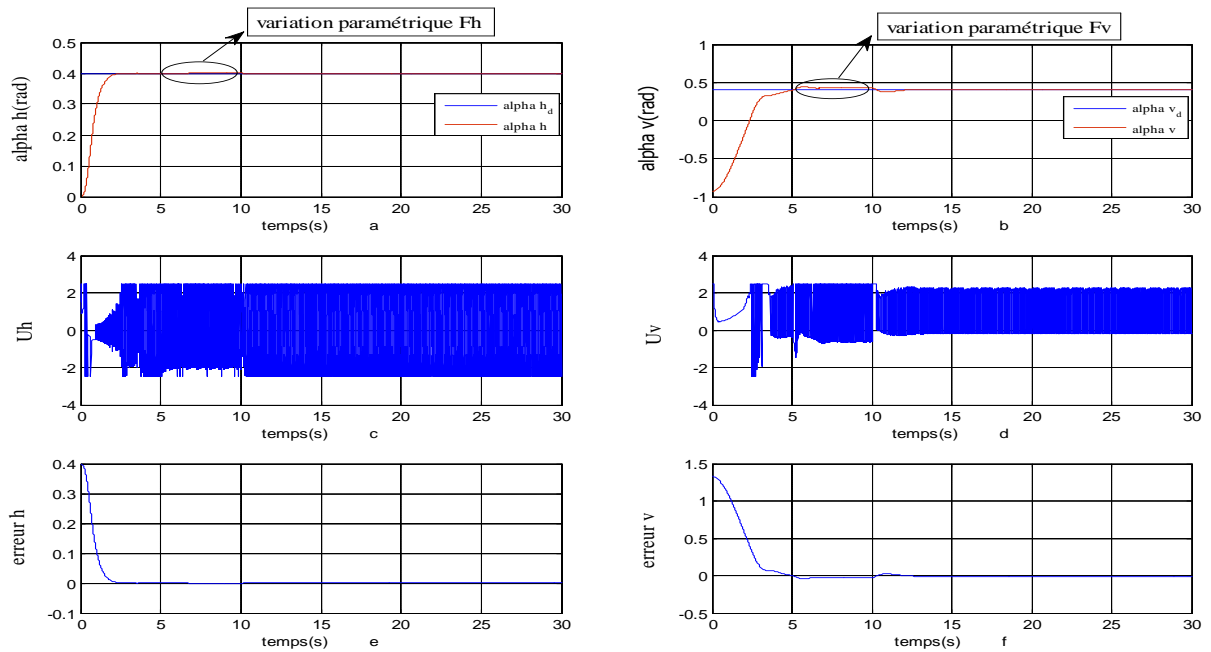 variation paramétrique Fh
0.5
0.4
0.3
0.2
0.1
0
alpha h(rad)
alpha h_d
alpha h
0 5 10 15 20 25 30
temps(s) a
variation paramétrique Fv
1
0.5
0
-0.5
-1
alpha v(rad)
alpha v_d
alpha v
0 5 10 15 20 25 30
temps(s) b
4
2
0
-2
-4
Uh
0 5 10 15 20 25 30
temps(s) c
4
2
0
-2
-4
Uv
0 5 10 15 20 25 30
temps(s) d
0.4
0.3
0.2
0.1
0
-0.1
erreur h
0 5 10 15 20 25 30
temps(s) e
1.5
1
0.5
0
-0.5
erreur v
0 5 10 15 20 25 30
temps(s) f